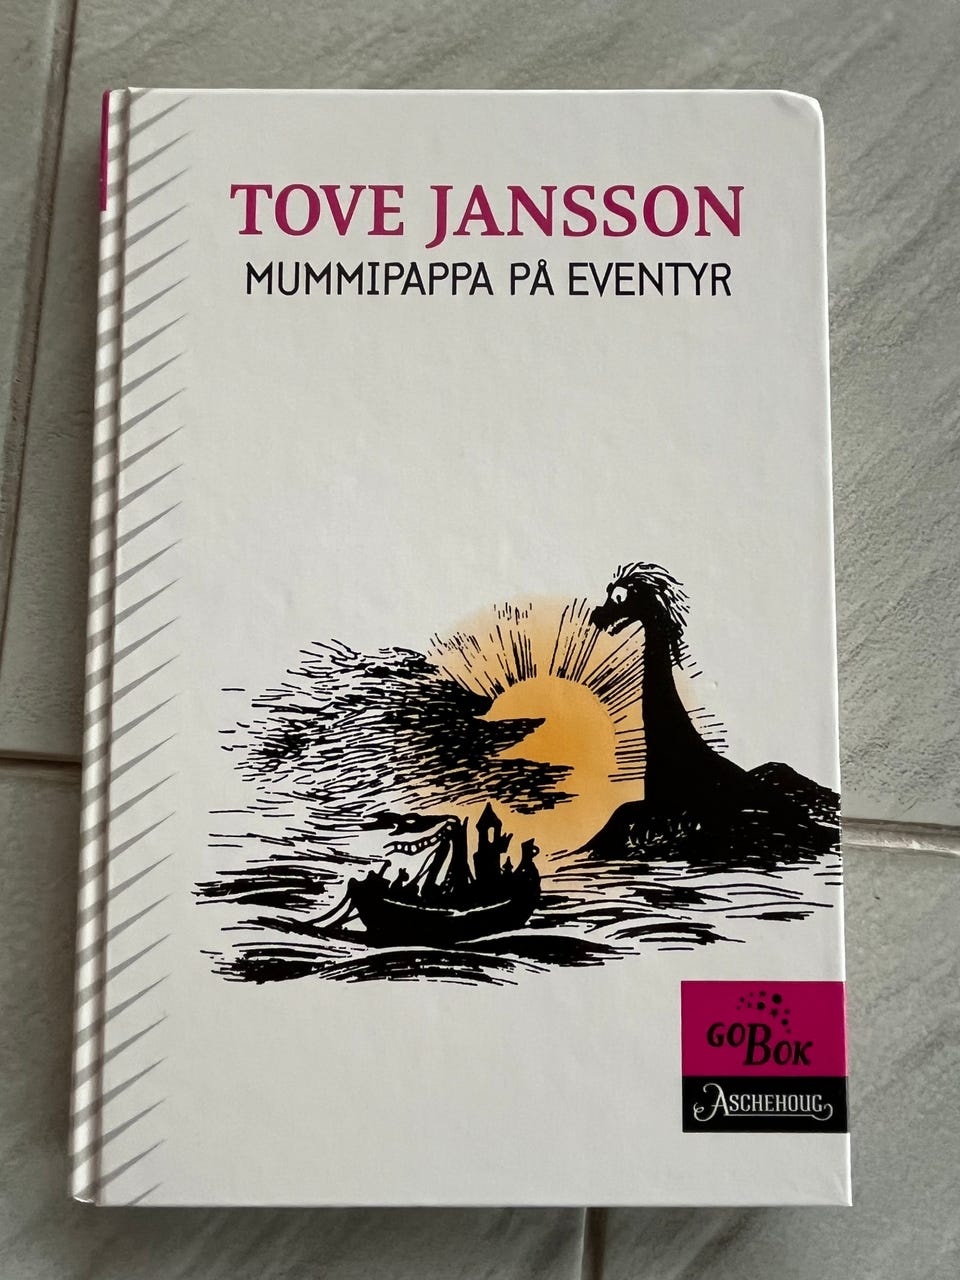 TOVE JANSSON
MUMMIPAPPA PÅ EVENTYR
GO BOK
ASCHEHOUG